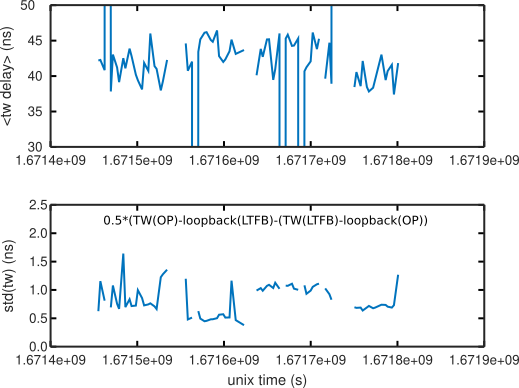 <tw delay> (ns)
50
45
40
35
30
1.6714e+09 1.6715e+09 1.6716e+09 1.6717e+09 1.6718e+09 1.6719e+09
std(tw) (ns)
2.5
2.0
1.5
1.0
0.5
0.0
0.5*(TW(OP)-loopback(LTFB)-(TW(LTFB)-loopback(OP))
1.6714e+09 1.6715e+09 1.6716e+09 1.6717e+09 1.6718e+09 1.6719e+09
unix time (s)